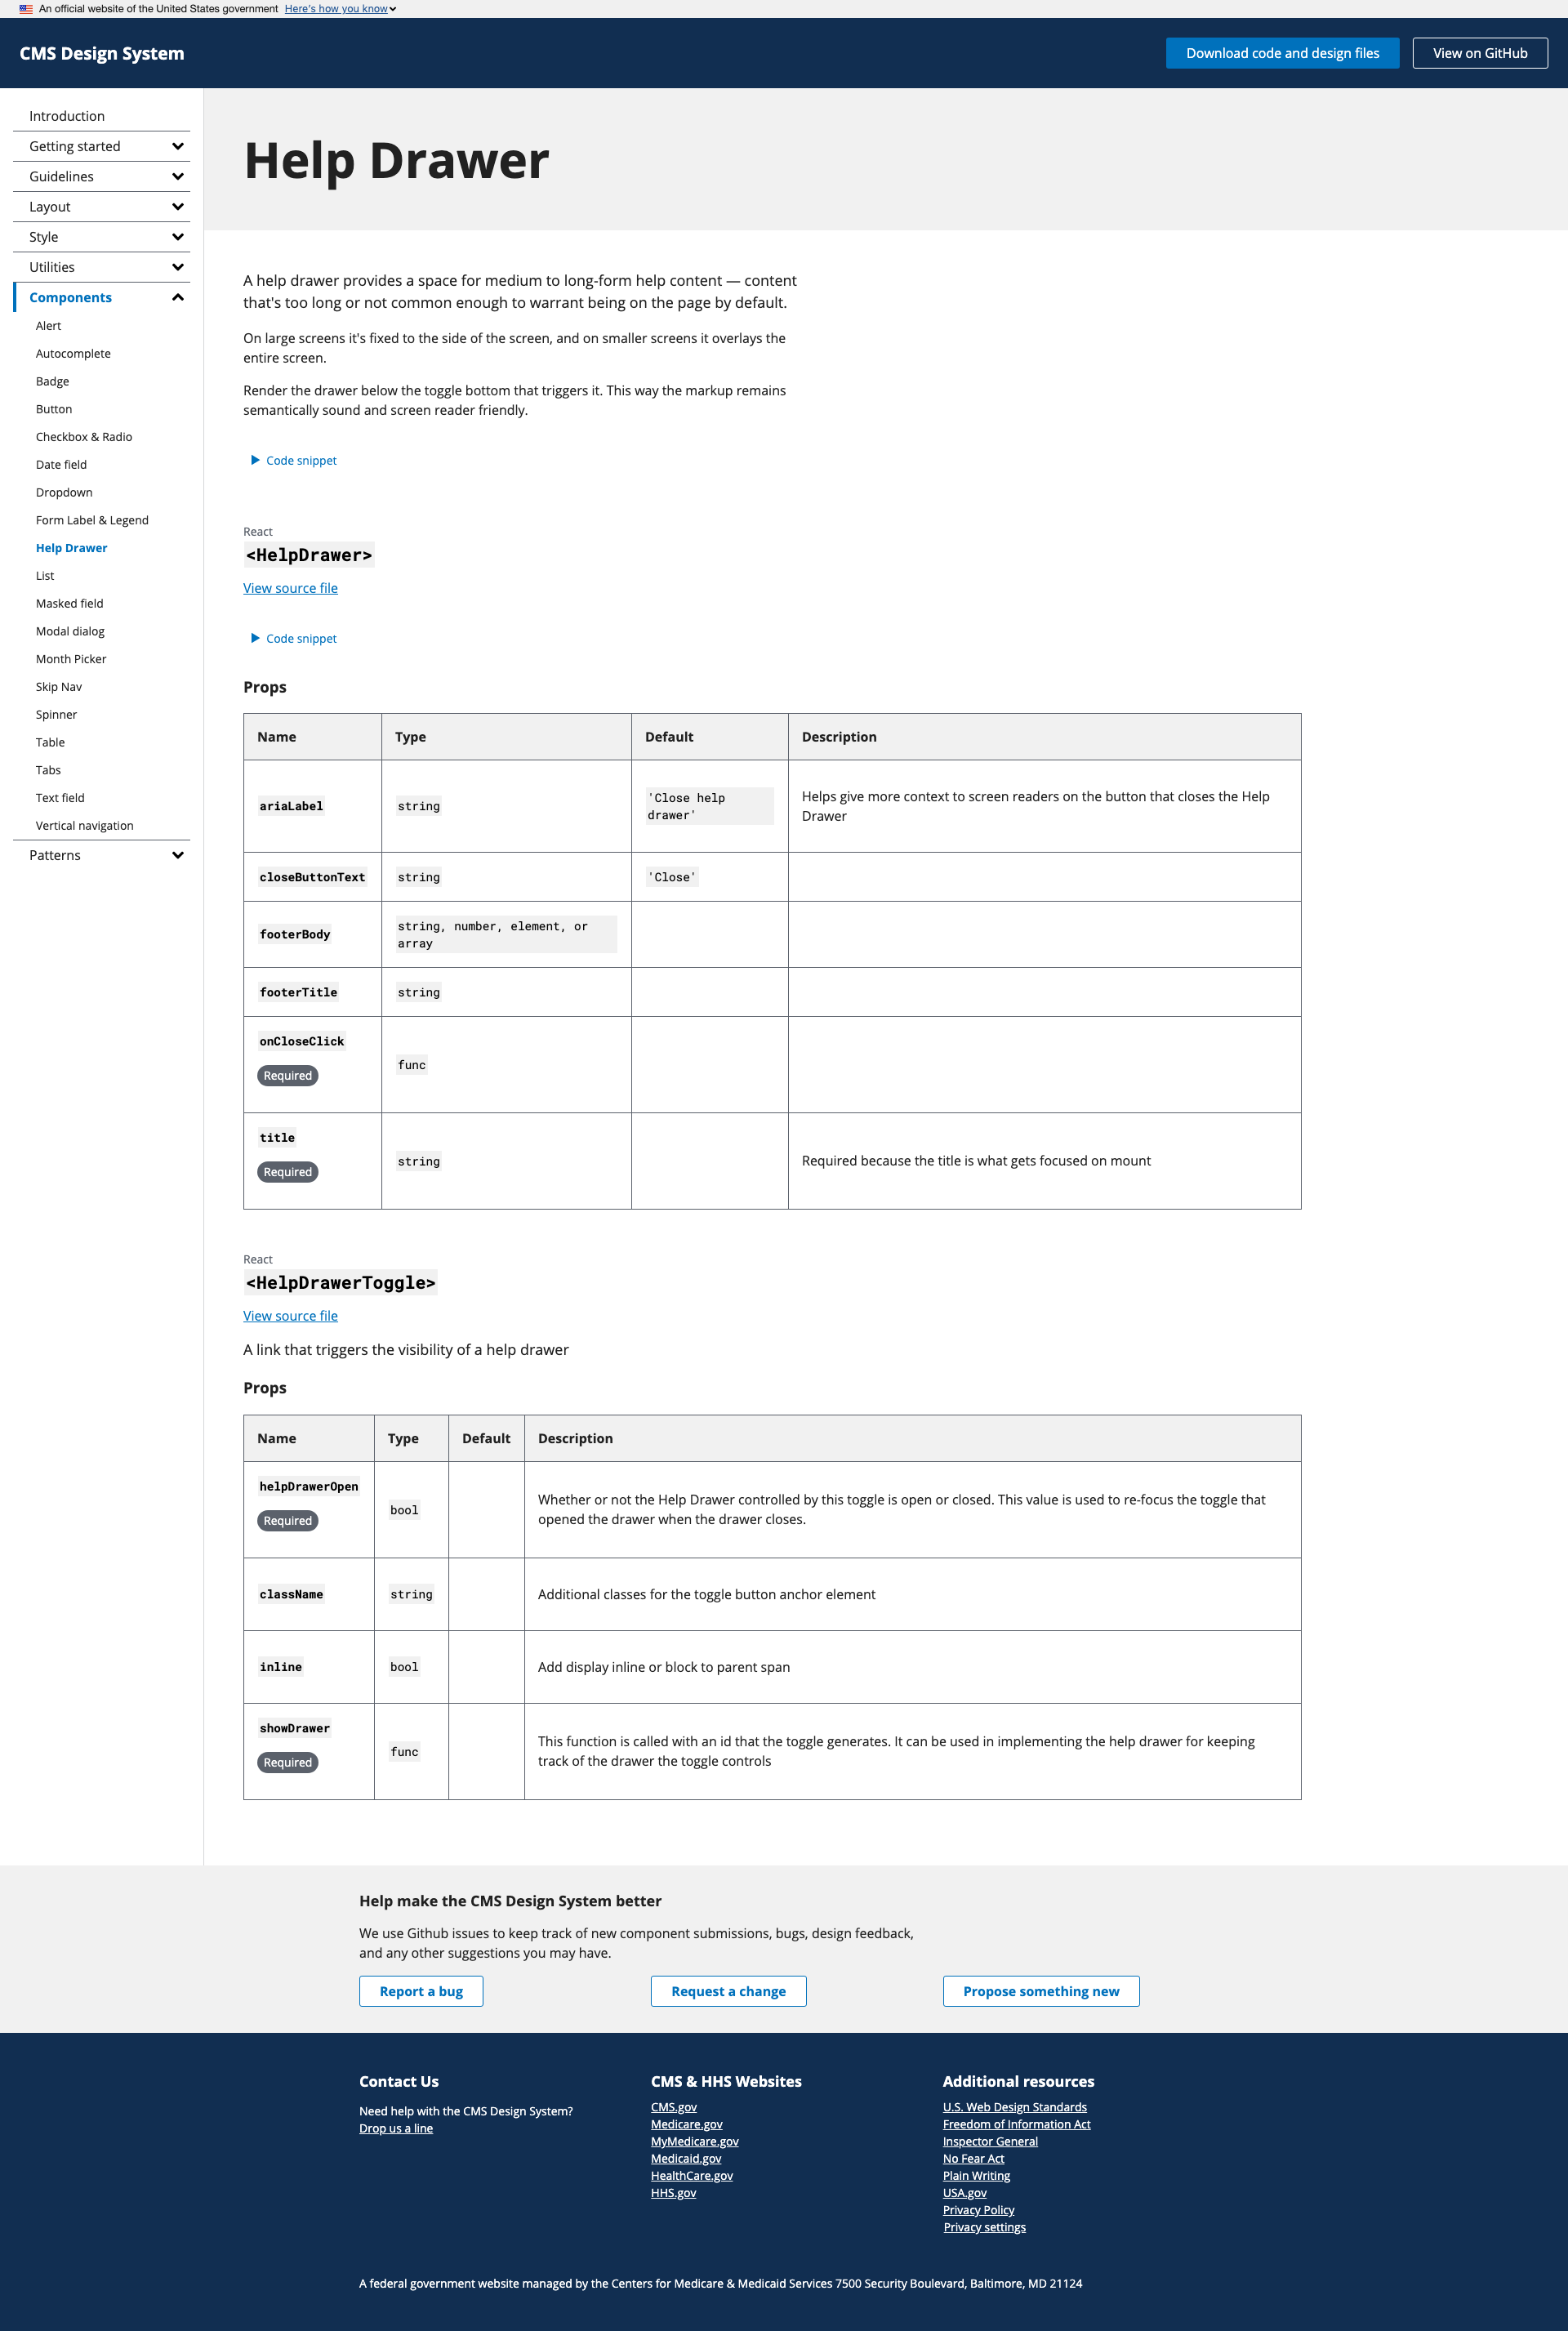 An official website of the United States government Here's how you know
CMS Design System
Download code and design files
View on GitHub
Introduction
Getting started
Guidelines
Layout
Style
Utilities
Components
Alert
Autocomplete
Badge
Button
Checkbox & Radio
Date field
Dropdown
Form Label & Legend
Help Drawer
List
Masked field
Modal dialog
Month Picker
Skip Nav
Spinner
Table
Tabs
Text field
Vertical navigation
Patterns
Help Drawer
A help drawer provides a space for medium to long-form help content — content
that's too long or not common enough to warrant being on the page by default.
On large screens it's fixed to the side of the screen, and on smaller screens it overlays the
entire screen.
Render the drawer below the toggle bottom that triggers it. This way the markup remains
semantically sound and screen reader friendly.
Code snippet
React
<HelpDrawer>
View source file
Code snippet
Props
Name Type Default Description
ariaLabel string 'Close help
drawer' Helps give more context to screen readers on the button that closes the Help
Drawer
closeButtonText string 'Close'
footerBody string, number, element, or
array
footerTitle string
onCloseClick
Required func
title
Required string Required because the title is what gets focused on mount
React
<HelpDrawerToggle>
View source file
A link that triggers the visibility of a help drawer
Props
Name Type Default Description
helpDrawerOpen
Required bool Whether or not the Help Drawer controlled by this toggle is open or closed. This value is used to re-focus the toggle that
opened the drawer when the drawer closes.
className string Additional classes for the toggle button anchor element
inline bool Add display inline or block to parent span
showDrawer
Required func This function is called with an id that the toggle generates. It can be used in implementing the help drawer for keeping
track of the drawer the toggle controls
Help make the CMS Design System better
We use Github issues to keep track of new component submissions, bugs, design feedback,
and any other suggestions you may have.
Report a bug
Request a change
Propose something new
Contact Us
Need help with the CMS Design System?
Drop us a line
CMS & HHS Websites
CMS.gov
Medicare.gov
MyMedicare.gov
Medicaid.gov
HealthCare.gov
HHS.gov
Additional resources
U.S. Web Design Standards
Freedom of Information Act
Inspector General
No Fear Act
Plain Writing
USA.gov
Privacy Policy
Privacy settings
A federal government website managed by the Centers for Medicare & Medicaid Services 7500 Security Boulevard, Baltimore, MD 21124